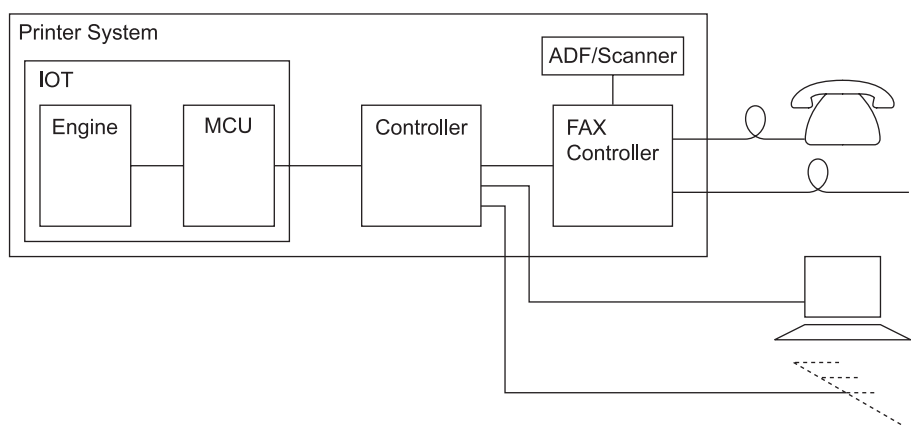 Printer System
ADF/Scanner
IOT
Engine
MCU
Controller
FAX
Controller